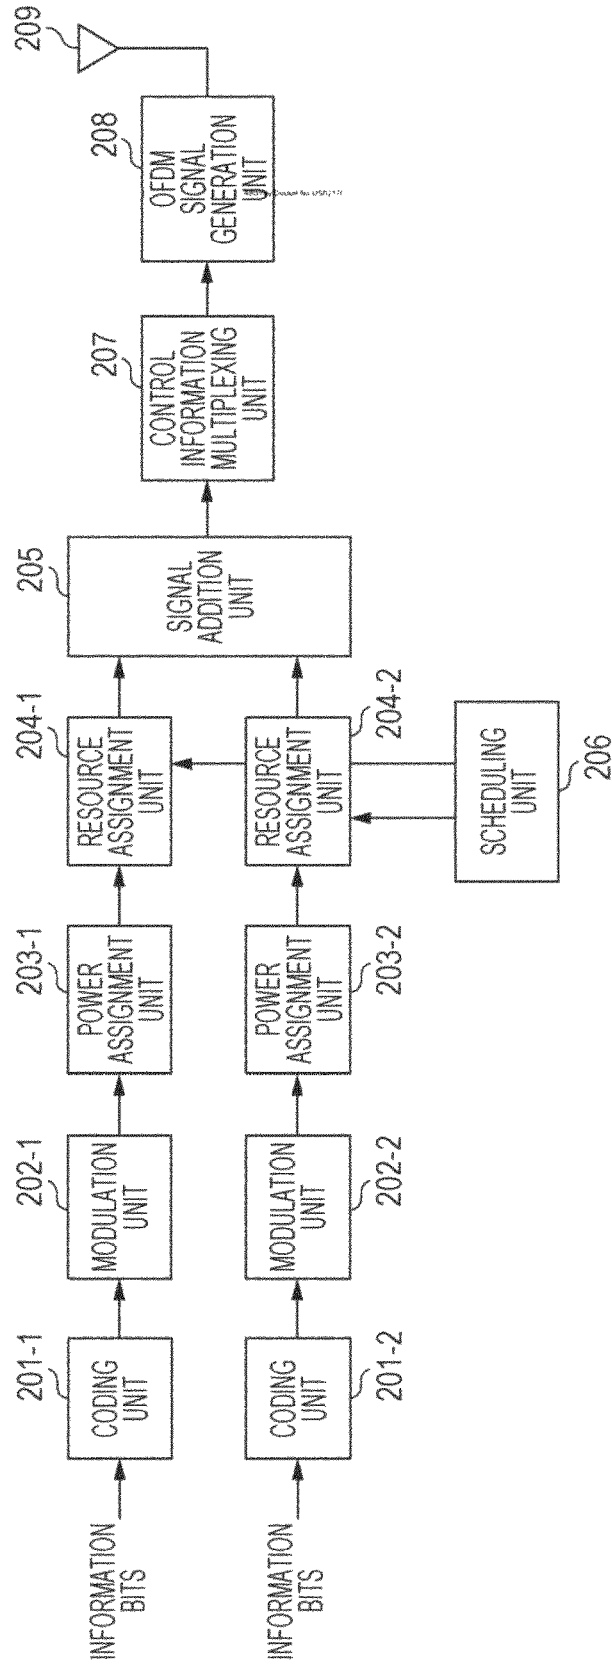 INFORMATION
BITS
201-1
CODING
UNIT
202-1
MODULATION
UNIT
203-1
POWER
ASSIGNMENT
UNIT
204-1
RESOURCE
ASSIGNMENT
UNIT
205
SIGNAL
ADDITION
UNIT
207
CONTROL
INFORMATION
MULTIPLEXING
UNIT
208
OFDM
SIGNAL
GENERATION
UNIT
209
INFORMATION
BITS
201-2
CODING
UNIT
202-2
MODULATION
UNIT
203-2
POWER
ASSIGNMENT
UNIT
204-2
RESOURCE
ASSIGNMENT
UNIT
SCHEDULING
UNIT
206